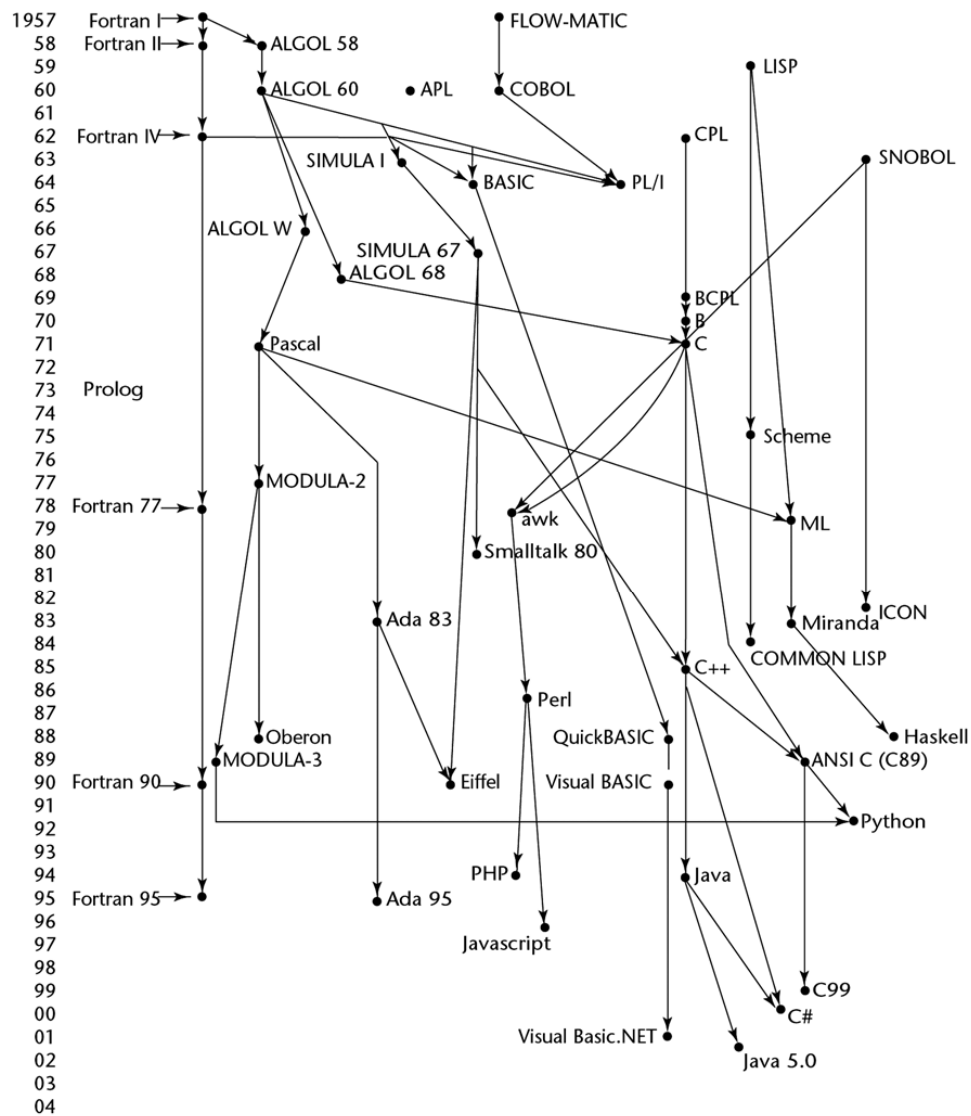 1957 Fortran I FLOW-MATIC
58 Fortran II ALGOL 58
59 LISP
60 ALGOL 60 APL COBOL
61
62 Fortran IV CPL
63 SIMULA I SNOBOL
64 BASIC PL/I
65
66 ALGOL W
67 SIMULA 67
68 ALGOL 68
69 BCPL
70 B
71 Pascal C
72
73 Prolog
74
75 Scheme
76
77 MODULA-2
78 Fortran 77 awk ML
79
80 Smalltalk 80
81
82 ICON
83 Ada 83 Miranda
84 COMMON LISP
85 C++
86 Perl
87
88 Oberon QuickBASIC Haskell
89 MODULA-3 ANSI C (C89)
90 Fortran 90 Eiffel Visual BASIC
91
92 Python
93
94 PHP Java
95 Fortran 95 Ada 95
96
97 Javascript
98
99 C99
00 C#
01 Visual Basic.NET
02 Java 5.0
03
04